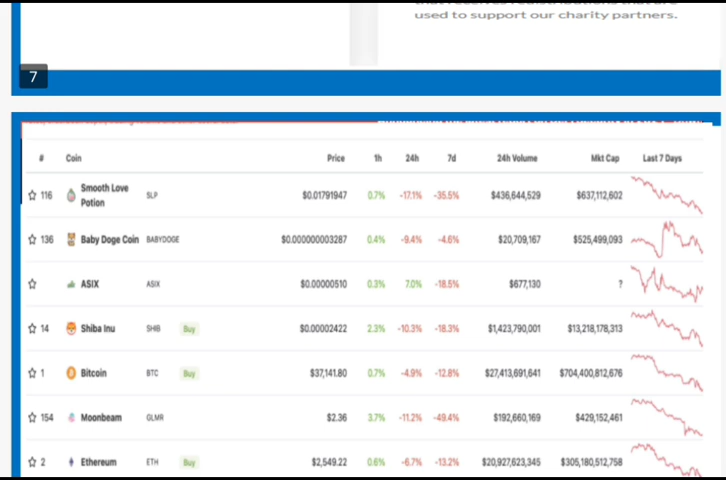 used to support our charity partners.
7
# Coin Price 1h 24h 7d 24h Volume Mkt Cap Last 7 Days
116 Smooth Love Potion SLP $0.01791947 0.7% -17.1% -35.5% $436,644,529 $637,112,602
136 Baby Doge Coin BABYDOGE $0.000000003287 0.4% -9.4% -4.6% $20,709,167 $525,499,093
ASIX ASIX $0.00000510 0.3% 7.0% -18.5% $677,130 ?
14 Shiba Inu SHIB Buy $0.00002422 2.3% -10.3% -18.3% $1,423,790,001 $13,218,178,313
1 Bitcoin BTC Buy $37,141.80 0.7% -4.9% -12.8% $27,413,691,641 $704,400,812,676
154 Moonbeam GLMR $2.36 3.7% -11.2% -49.4% $192,660,169 $429,152,461
2 Ethereum ETH Buy $2,549.22 0.6% -6.7% -13.2% $20,927,623,345 $305,180,512,758